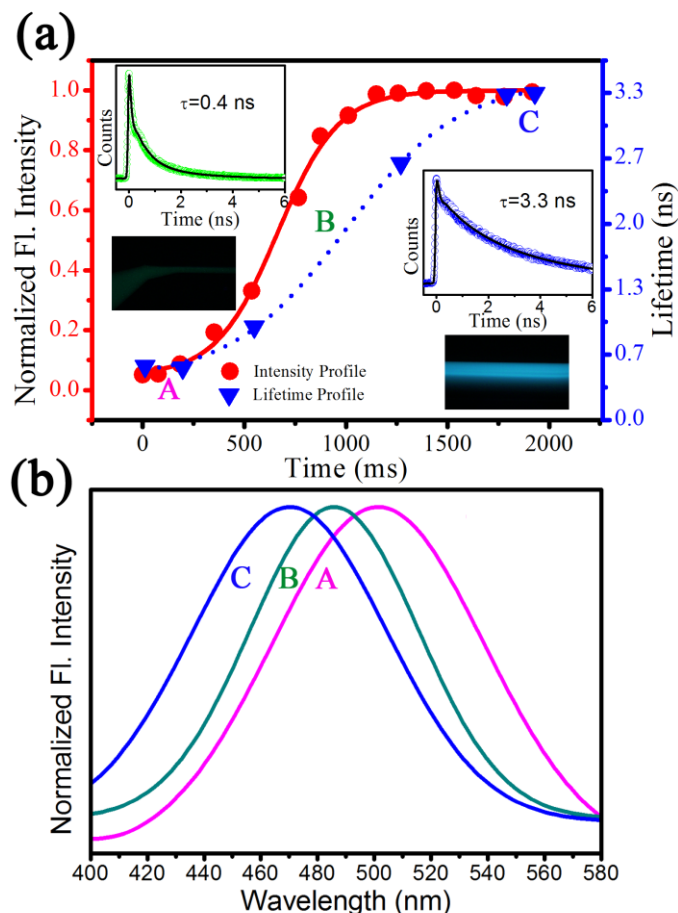 (a)
Normalized Fl. Intensity
1.0
0.8
0.6
0.4
0.2
0.0
Counts
τ=0.4 ns
0 2 4 6
Time (ns)
A
B
C
Counts
τ=3.3 ns
0 2 4 6
Time (ns)
Intensity Profile
Lifetime Profile
3.3
2.7
2.0
1.3
0.7
0.0
Lifetime (ns)
0 500 1000 1500 2000
Time (ms)
(b)
Normalized Fl. Intensity
C B A
400 420 440 460 480 500 520 540 560 580
Wavelength (nm)